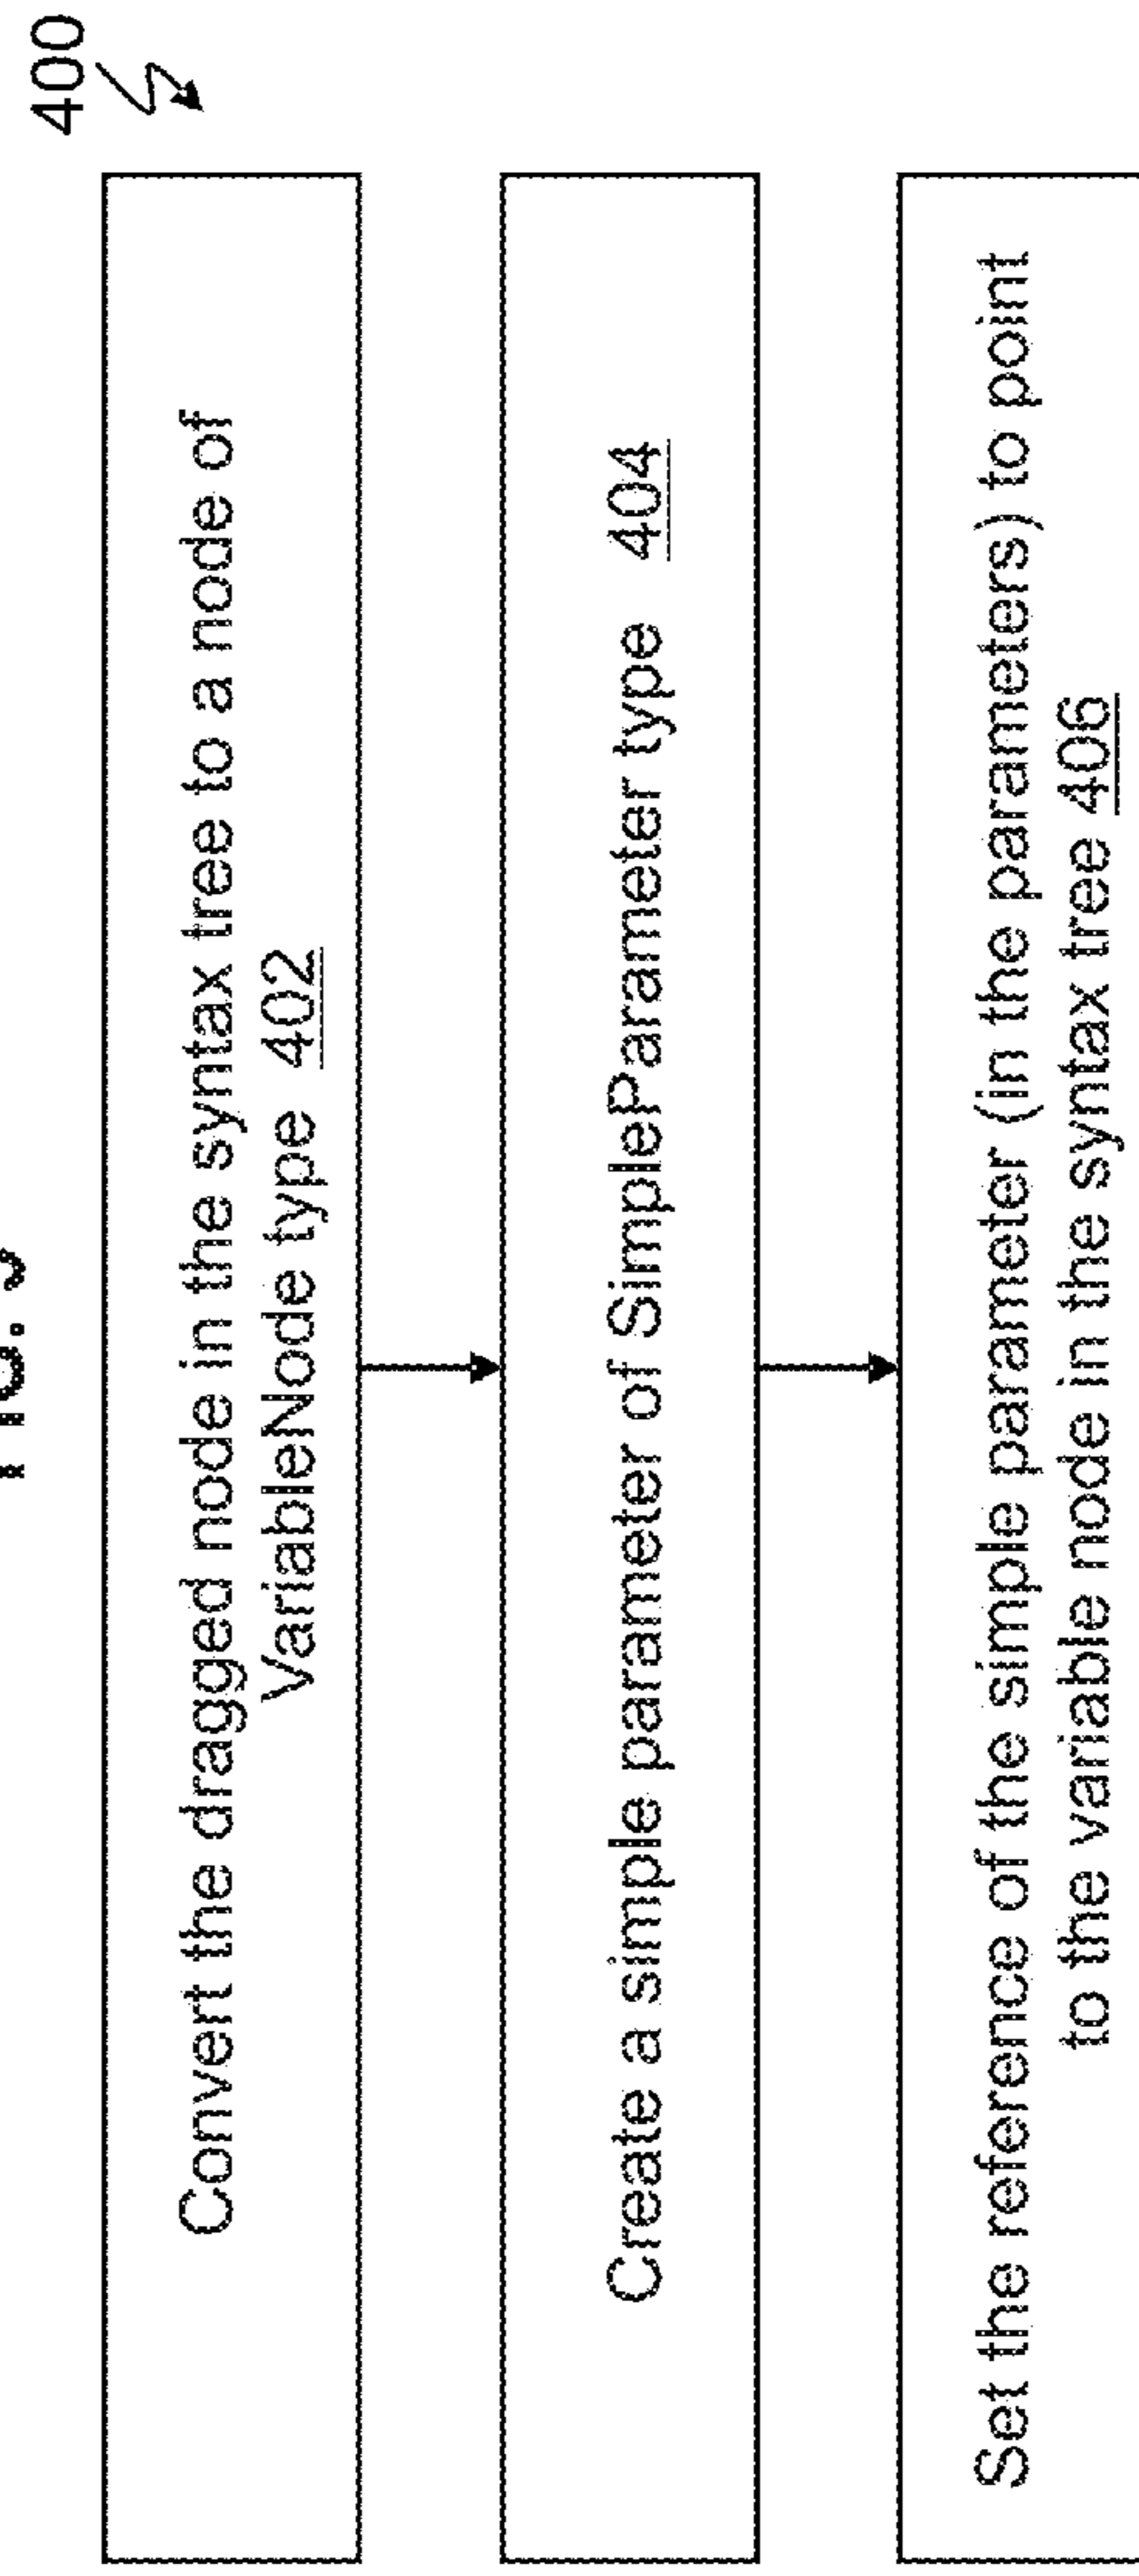 400
Convert the dragged node in the syntax tree to a node of
VariableNode type 402
Create a simple parameter of SimpleParameter type 404
Set the reference of the simple parameter (in the parameters) to point
to the variable node in the syntax tree 406